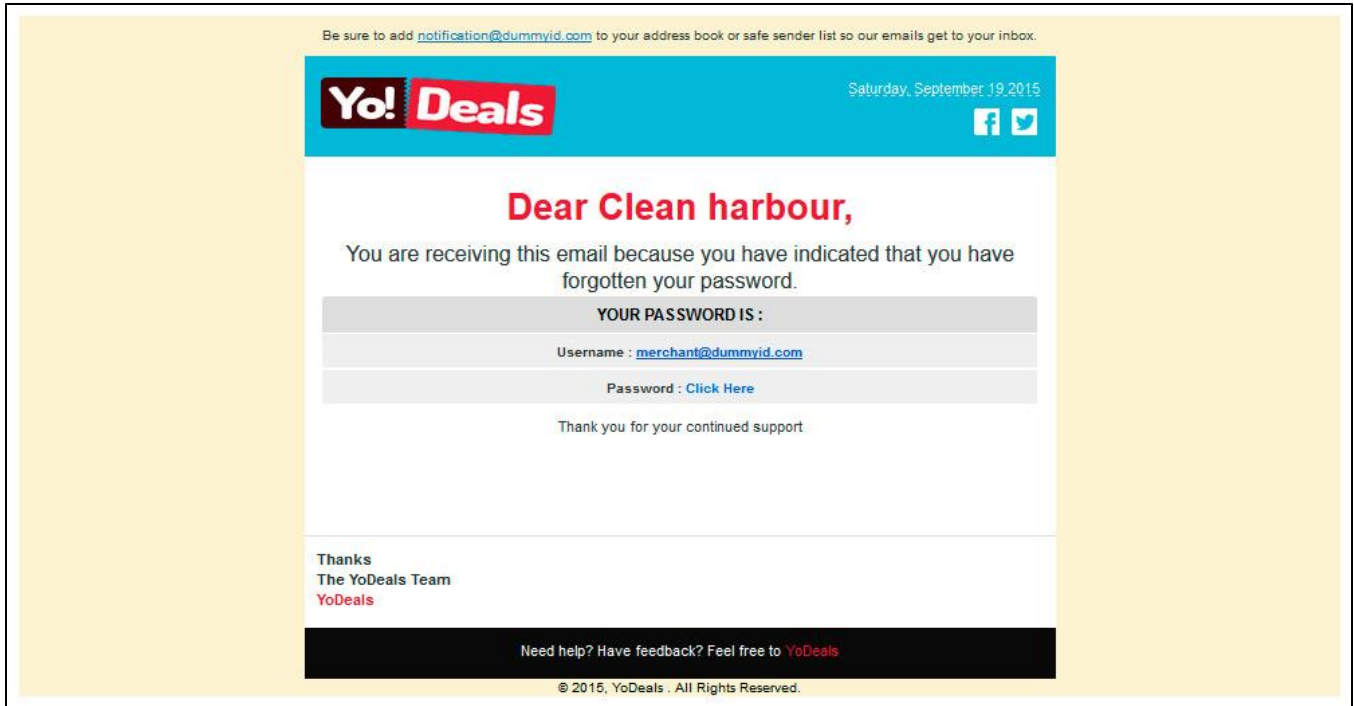 Be sure to add notification@dummyid.com to your address book or safe sender list so our emails get to your inbox.
Yo! Deals
Saturday, September 19 2015
Dear Clean harbour,
You are receiving this email because you have indicated that you have
forgotten your password.
YOUR PASSWORD IS :
Username : merchant@dummyid.com
Password : Click Here
Thank you for your continued support
Thanks
The YoDeals Team
YoDeals
Need help? Have feedback? Feel free to YoDeals
© 2015, YoDeals . All Rights Reserved.